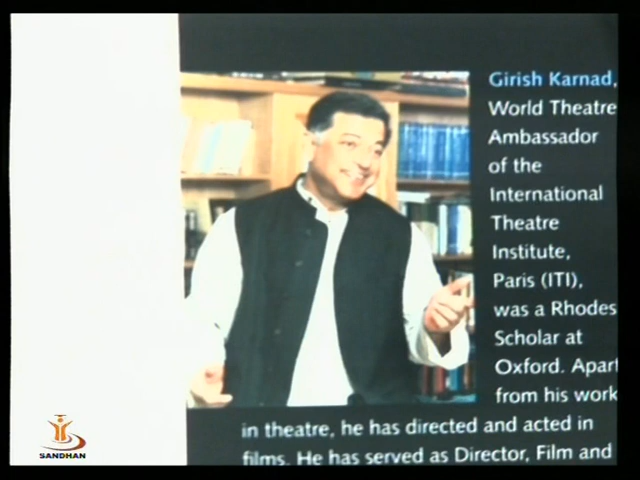 Girish Karnad,
World Theatre
Ambassador
of the
International
Theatre
Institute,
Paris (ITI),
was a Rhodes
Scholar at
Oxford. Apart
from his work
in theatre, he has directed and acted in
films. He has served as Director, Film and
SANDHAN